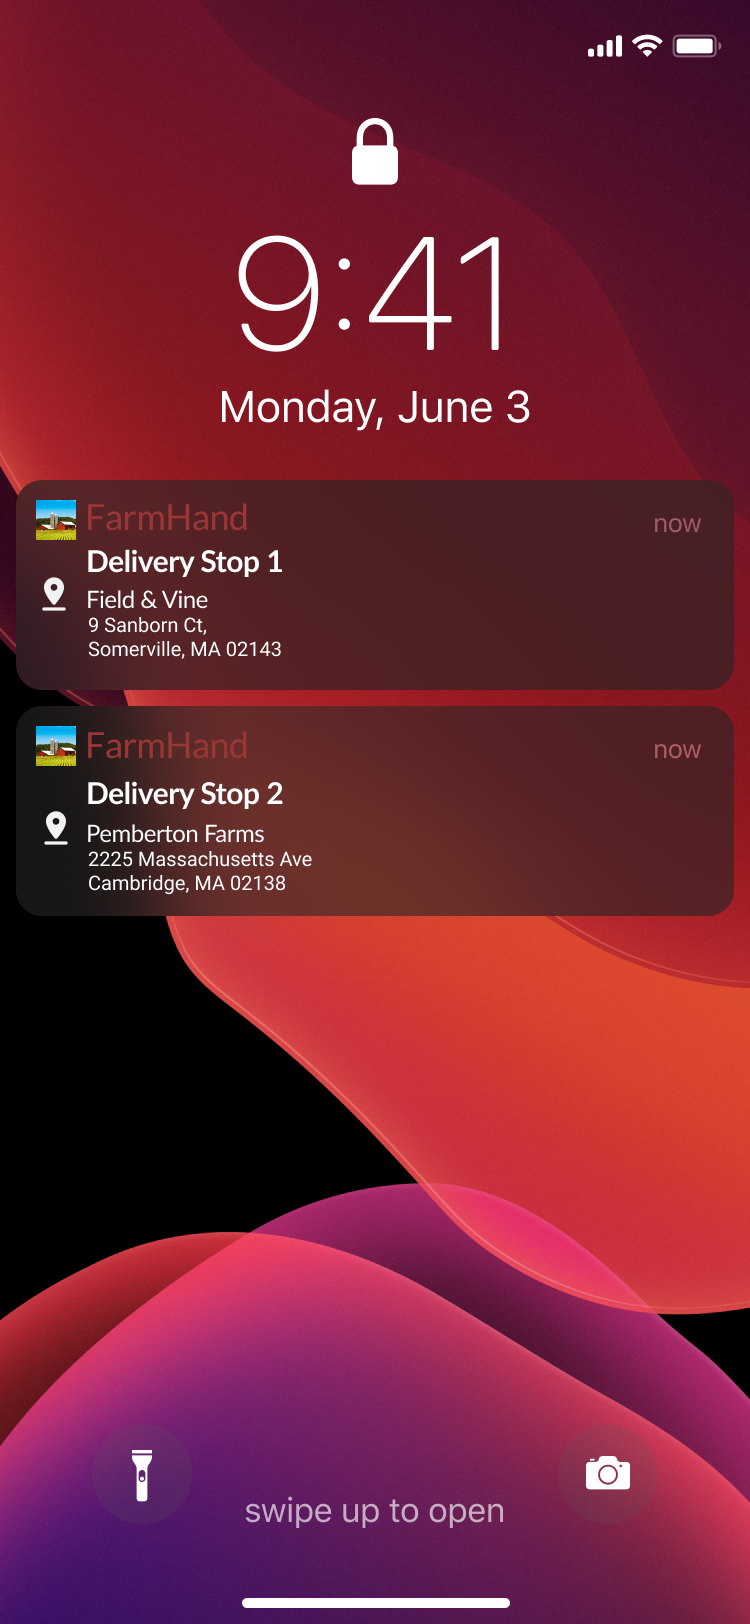 9:41
Monday, June 3
FarmHand
now
Delivery Stop 1
Field & Vine
9 Sanborn Ct,
Somerville, MA 02143
FarmHand
now
Delivery Stop 2
Pemberton Farms
2225 Massachusetts Ave
Cambridge, MA 02138
swipe up to open